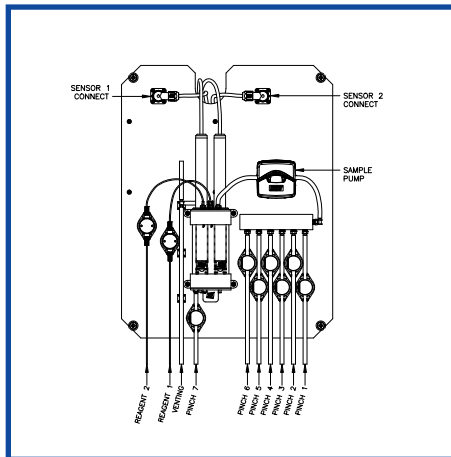 SENSOR 1
CONNECT
SENSOR 2
CONNECT
SAMPLE
PUMP
REAGENT 2
REAGENT 1
VENTING
PINCH 7
PINCH 6
PINCH 5
PINCH 4
PINCH 3
PINCH 2
PINCH 1